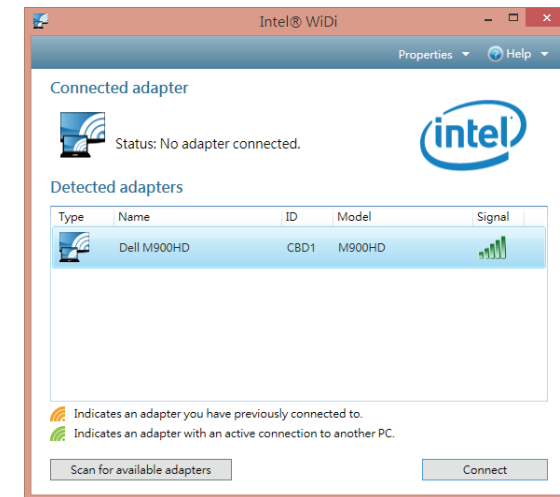 Intel® WiDi
Properties Help
Connected adapter
Status: No adapter connected.
intel
Detected adapters
Type Name ID Model Signal
Dell M900HD CBD1 M900HD
Indicates an adapter you have previously connected to.
Indicates an adapter with an active connection to another PC.
Scan for available adapters Connect